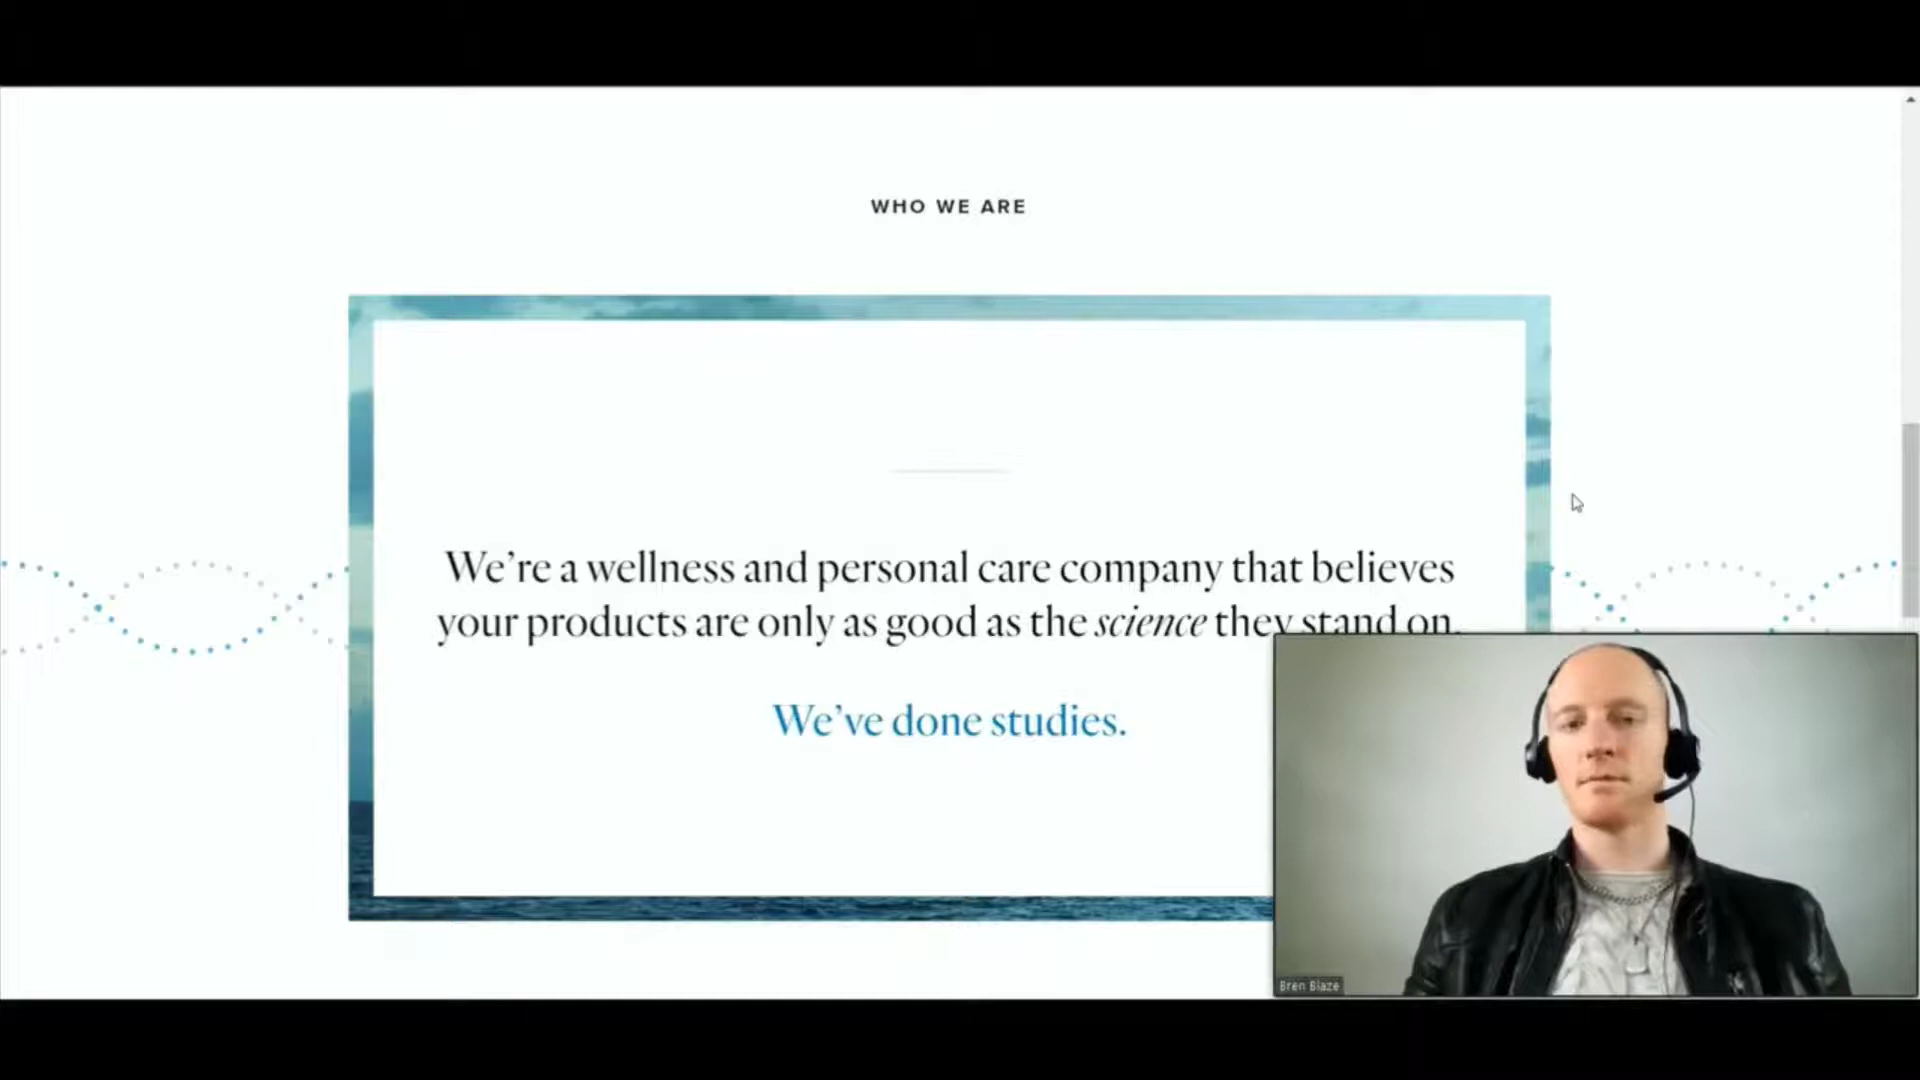 WHO WE ARE
We’re a wellness and personal care company that believes
your products are only as good as the science they stand on.
We’ve done studies.
Bren Blaze